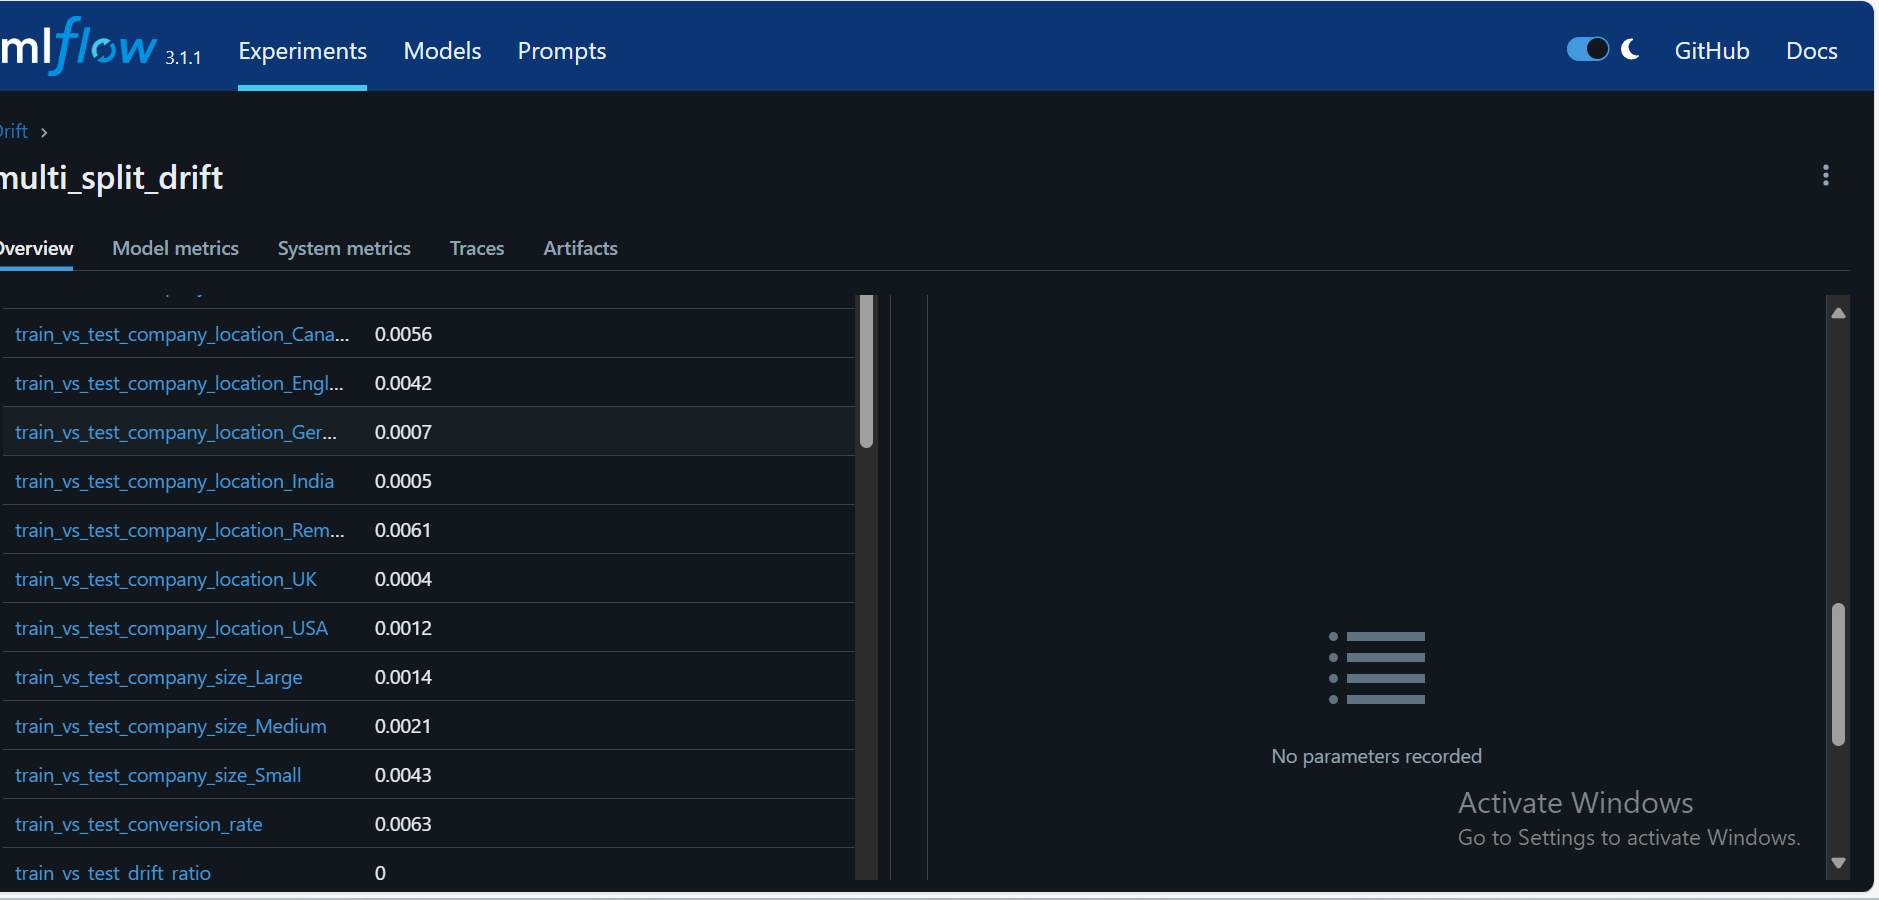 mlflow 3.1.1 Experiments Models Prompts GitHub Docs
Drift >
multi_split_drift
Overview Model metrics System metrics Traces Artifacts
train_vs_test_company_location_Cana... 0.0056
train_vs_test_company_location_Engl... 0.0042
train_vs_test_company_location_Ger... 0.0007
train_vs_test_company_location_India 0.0005
train_vs_test_company_location_Rem... 0.0061
train_vs_test_company_location_UK 0.0004
train_vs_test_company_location_USA 0.0012
train_vs_test_company_size_Large 0.0014
train_vs_test_company_size_Medium 0.0021
train_vs_test_company_size_Small 0.0043
train_vs_test_conversion_rate 0.0063
train_vs_test_drift_ratio 0
No parameters recorded
Activate Windows
Go to Settings to activate Windows.